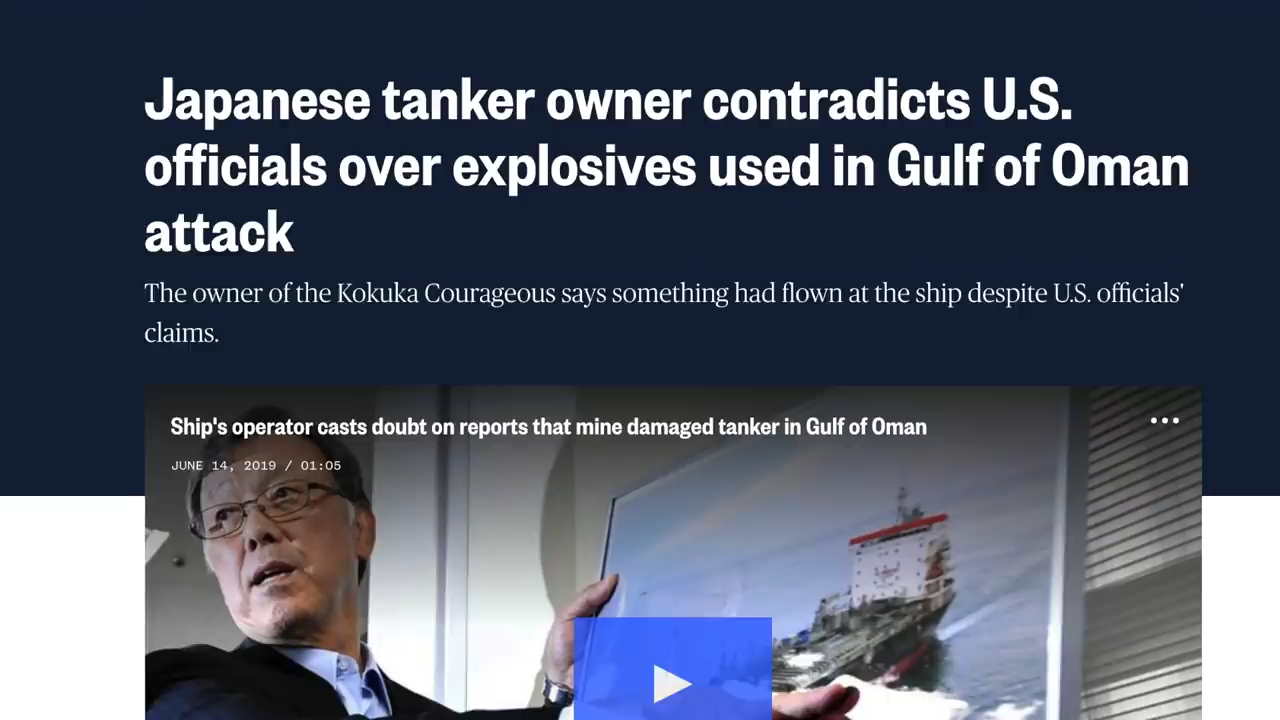 Japanese tanker owner contradicts U.S.
officials over explosives used in Gulf of Oman
attack
The owner of the Kokuka Courageous says something had flown at the ship despite U.S. officials'
claims.
Ship's operator casts doubt on reports that mine damaged tanker in Gulf of Oman
JUNE 14, 2019 / 01:05